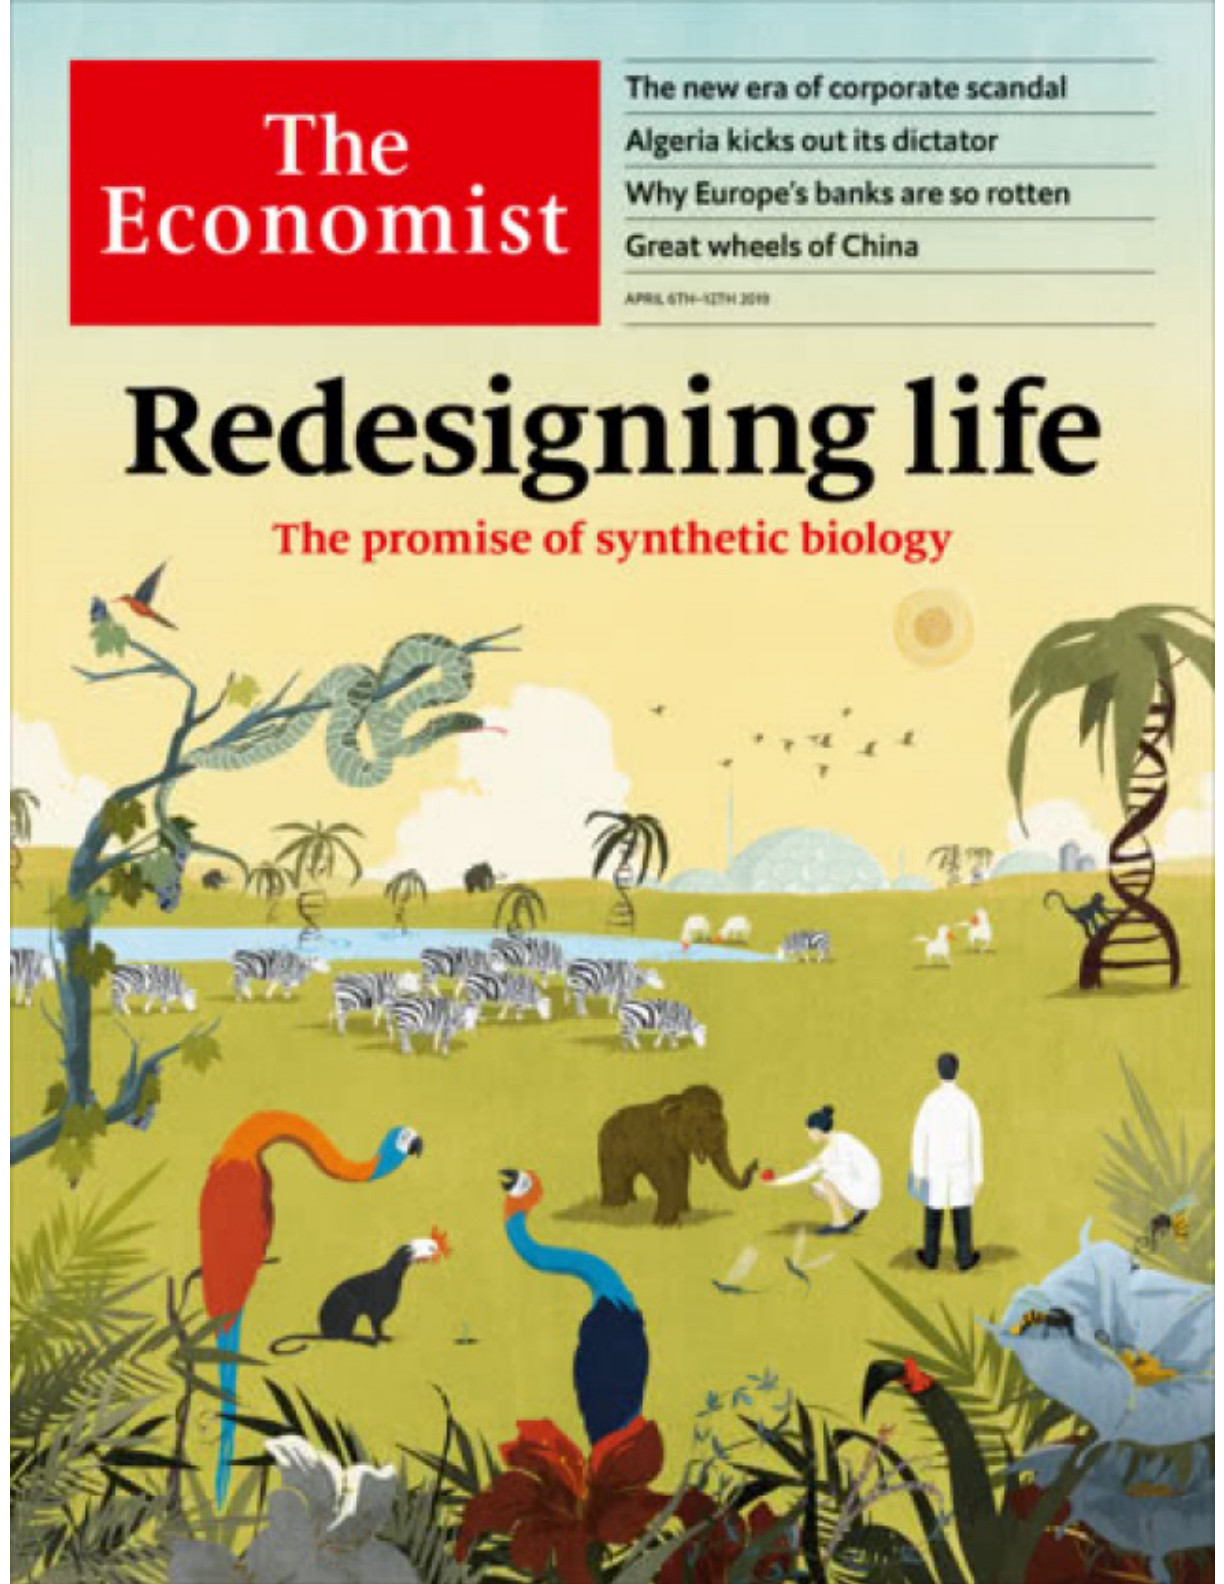 The
Economist
The new era of corporate scandal
Algeria kicks out its dictator
Why Europe's banks are so rotten
Great wheels of China
APRIL 6TH–12TH 2019
Redesigning life
The promise of synthetic biology